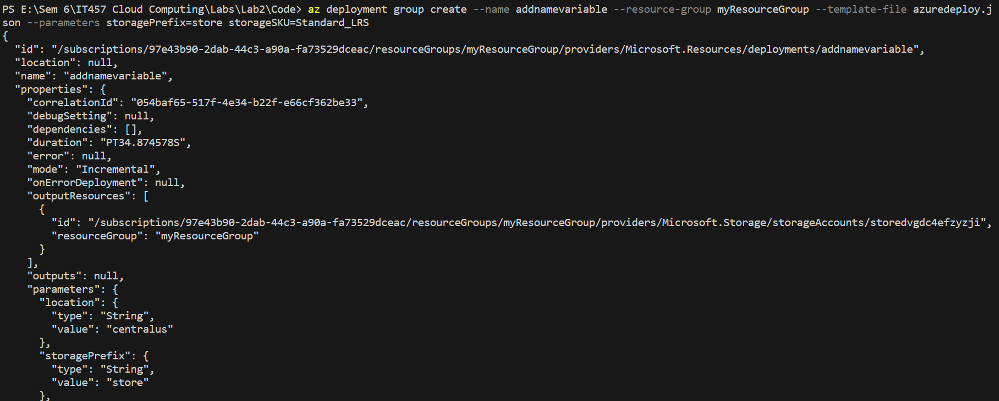 PS E:\Sem 6\IT457 Cloud Computing\Labs\Lab2\Code> az deployment group create --name addnamevariable --resource-group myResourceGroup --template-file azuredeploy.j
son --parameters storagePrefix=store storageSKU=Standard_LRS
{
  "id": "/subscriptions/97e43b90-2dab-44c3-a90a-fa73529dceac/resourceGroups/myResourceGroup/providers/Microsoft.Resources/deployments/addnamevariable",
  "location": null,
  "name": "addnamevariable",
  "properties": {
    "correlationId": "054baf65-517f-4e34-b22f-e66cf362be33",
    "debugSetting": null,
    "dependencies": [],
    "duration": "PT34.874578S",
    "error": null,
    "mode": "Incremental",
    "onErrorDeployment": null,
    "outputResources": [
      {
        "id": "/subscriptions/97e43b90-2dab-44c3-a90a-fa73529dceac/resourceGroups/myResourceGroup/providers/Microsoft.Storage/storageAccounts/storedvgdc4efzyzji",
        "resourceGroup": "myResourceGroup"
      }
    ],
    "outputs": null,
    "parameters": {
      "location": {
        "type": "String",
        "value": "centralus"
      },
      "storagePrefix": {
        "type": "String",
        "value": "store"
      },